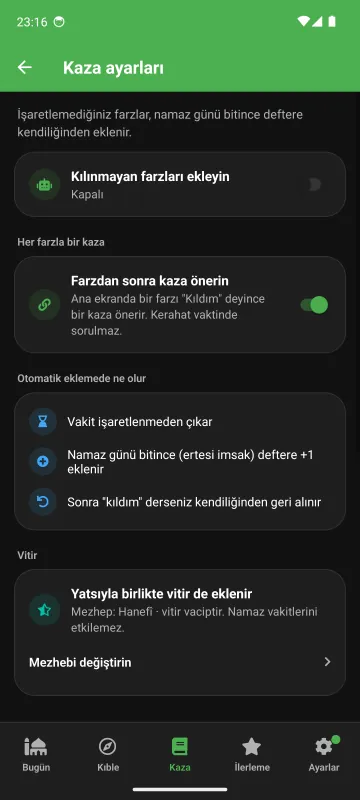 23:16
Kaza ayarları
İşaretlemediğiniz farzlar, namaz günü bitince deftere
kendiliğinden eklenir.
Kılınmayan farzları ekleyin
Kapalı
Her farzla bir kaza
Farzdan sonra kaza önerin
Ana ekranda bir farzı "Kıldım" deyince
bir kaza önerir. Kerahat vaktinde
sorulmaz.
Otomatik eklemede ne olur
Vakit işaretlenmeden çıkar
Namaz günü bitince (ertesi imsak) deftere +1
eklenir
Sonra "kıldım" derseniz kendiliğinden geri alınır
Vitir
Yatsıyla birlikte vitir de eklenir
Mezhep: Hanefî · vitir vaciptir. Namaz vakitlerini
etkilemez.
Mezhebi değiştirin
Bugün
Kıble
Kaza
İlerleme
Ayarlar